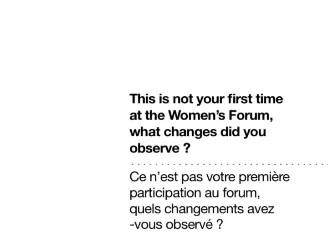 This is not your first time
at the Women’s Forum,
what changes did you
observe ?
Ce n’est pas votre première
participation au forum,
quels changements avez
-vous observé ?